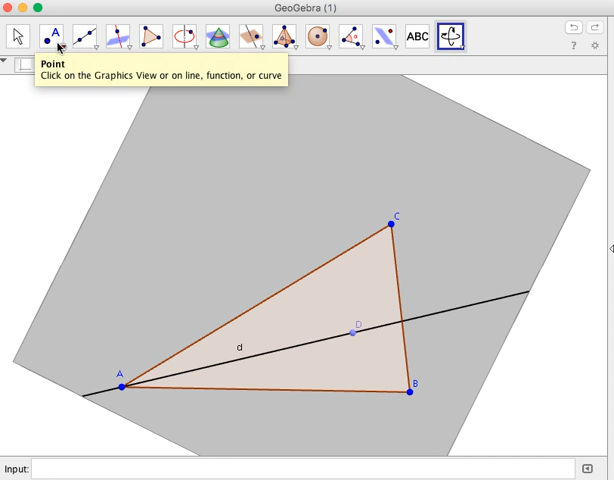 GeoGebra (1)
A
ABC
?
Point
Click on the Graphics View or on line, function, or curve
C
D
d
A
B
Input: